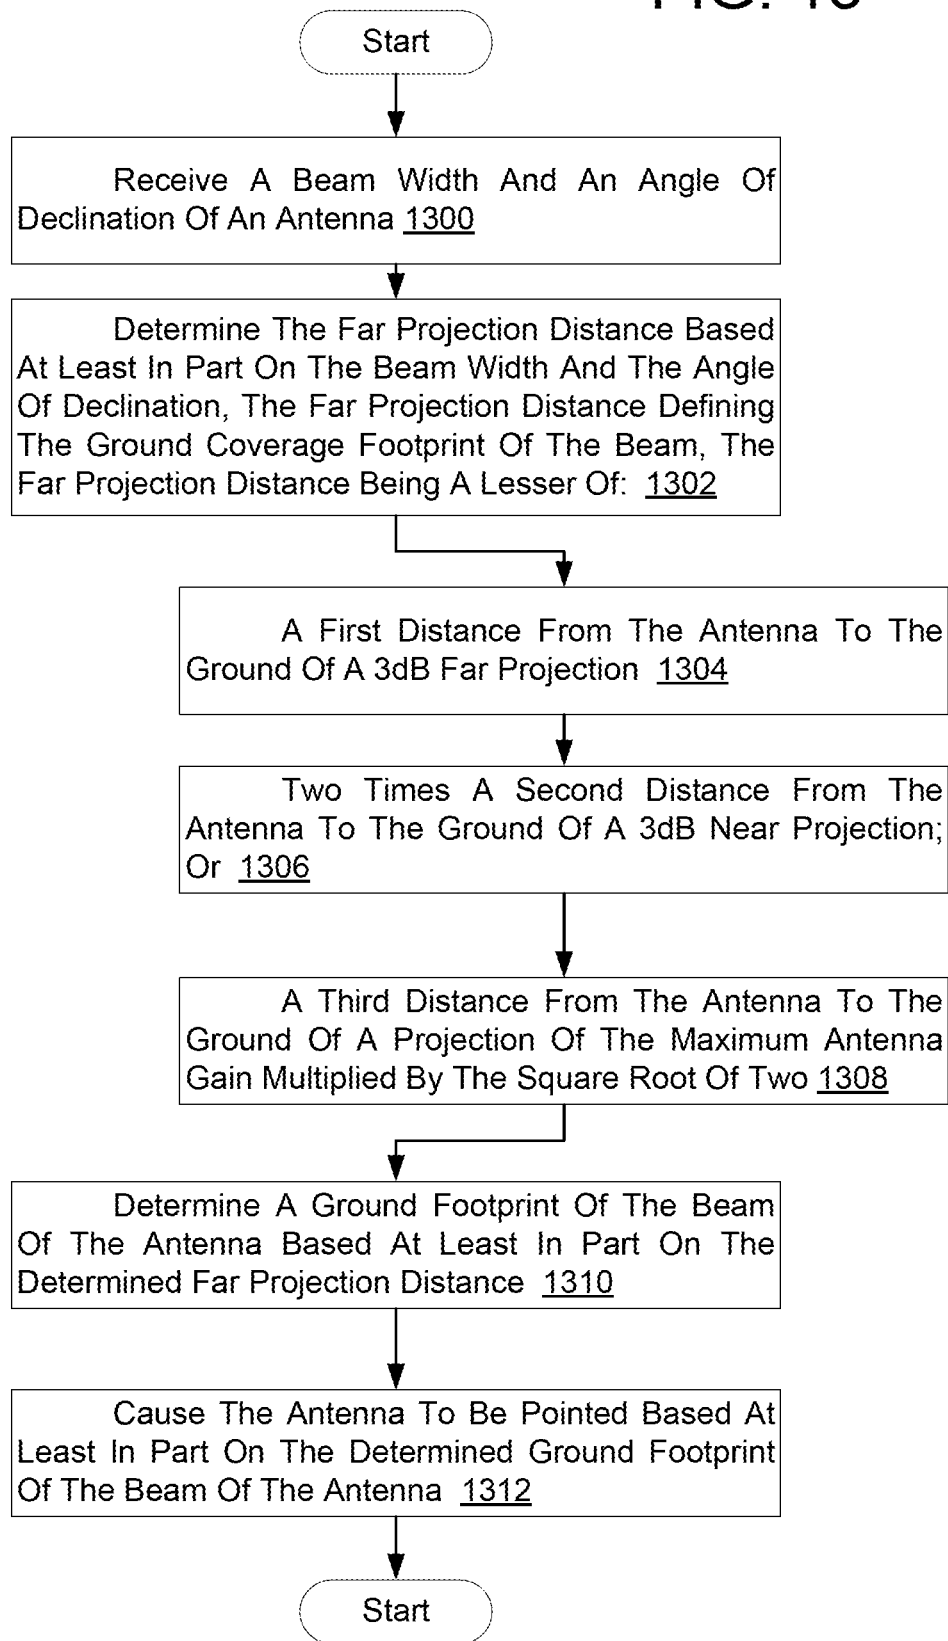 Start
Receive A Beam Width And An Angle Of
Declination Of An Antenna 1300
Determine The Far Projection Distance Based
At Least In Part On The Beam Width And The Angle
Of Declination, The Far Projection Distance Defining
The Ground Coverage Footprint Of The Beam, The
Far Projection Distance Being A Lesser Of: 1302
A First Distance From The Antenna To The
Ground Of A 3dB Far Projection 1304
Two Times A Second Distance From The
Antenna To The Ground Of A 3dB Near Projection;
Or 1306
A Third Distance From The Antenna To The
Ground Of A Projection Of The Maximum Antenna
Gain Multiplied By The Square Root Of Two 1308
Determine A Ground Footprint Of The Beam
Of The Antenna Based At Least In Part On The
Determined Far Projection Distance 1310
Cause The Antenna To Be Pointed Based At
Least In Part On The Determined Ground Footprint
Of The Beam Of The Antenna 1312
Start